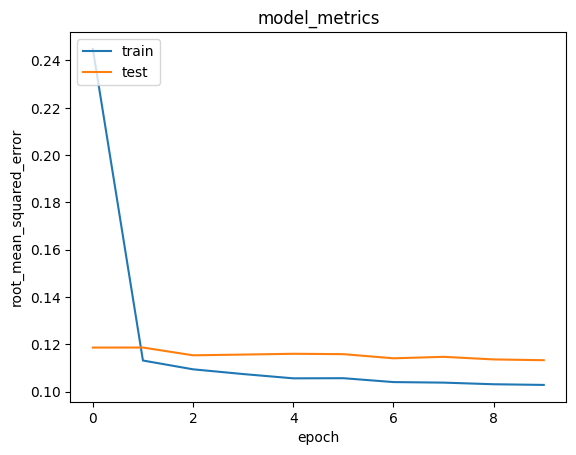 model_metrics
train
test
root_mean_squared_error
0.24
0.22
0.20
0.18
0.16
0.14
0.12
0.10
0 2 4 6 8
epoch